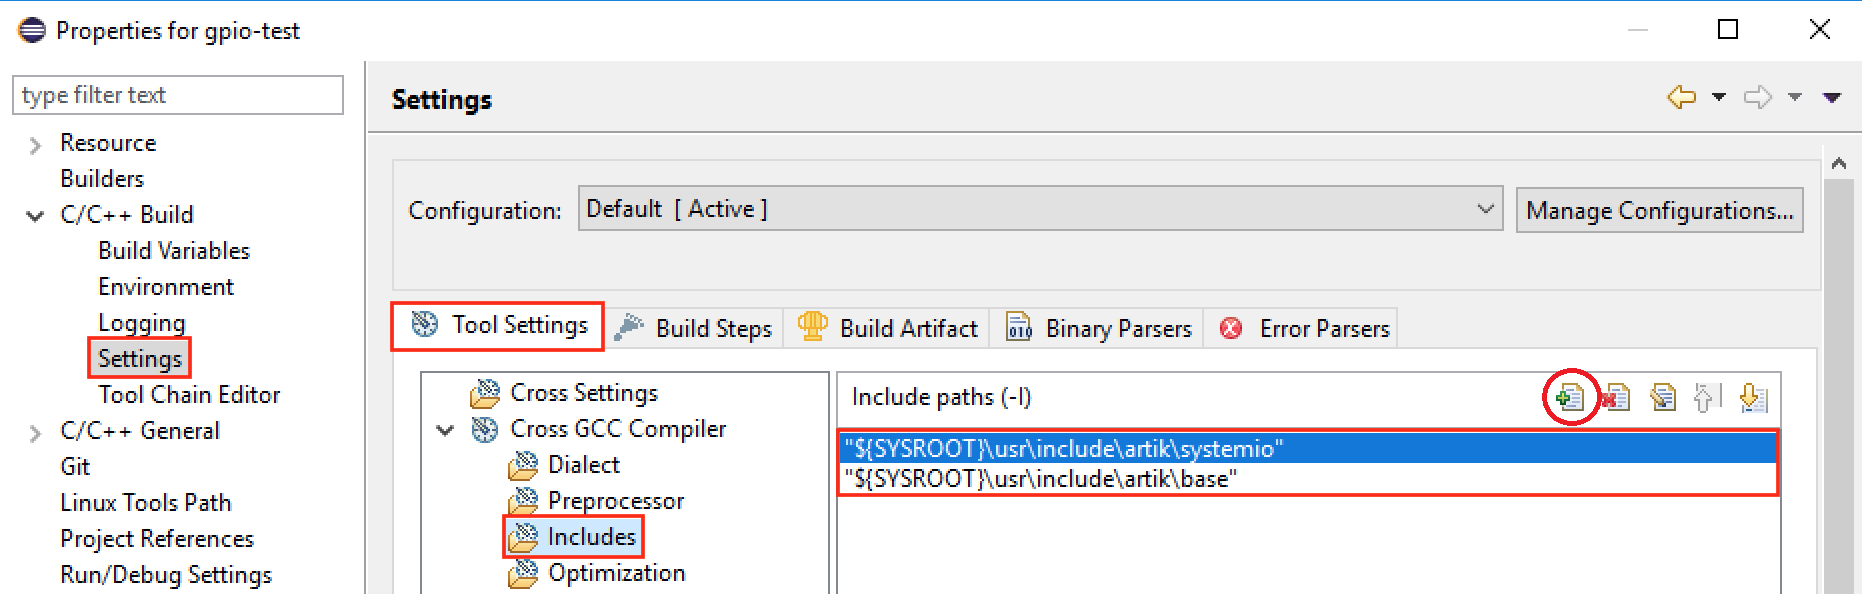 Properties for gpio-test
type filter text
Resource
Builders
C/C++ Build
Build Variables
Environment
Logging
Settings
Tool Chain Editor
C/C++ General
Git
Linux Tools Path
Project References
Run/Debug Settings
Settings
Configuration: Default [ Active ] Manage Configurations...
Tool Settings Build Steps Build Artifact Binary Parsers Error Parsers
Cross Settings
Cross GCC Compiler
Dialect
Preprocessor
Includes
Optimization
Include paths (-I)
"${SYSROOT}\usr\include\artik\systemio"
"${SYSROOT}\usr\include\artik\base"